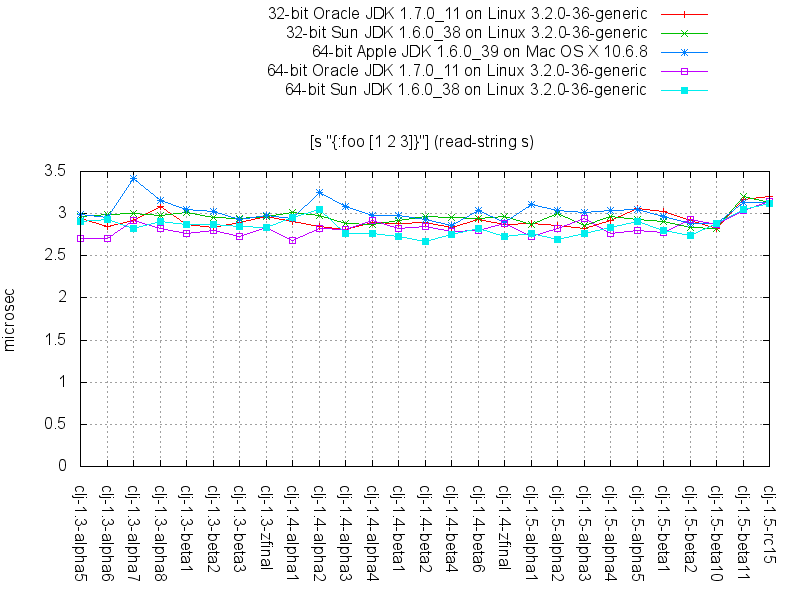 32-bit Oracle JDK 1.7.0_11 on Linux 3.2.0-36-generic
32-bit Sun JDK 1.6.0_38 on Linux 3.2.0-36-generic
64-bit Apple JDK 1.6.0_39 on Mac OS X 10.6.8
64-bit Oracle JDK 1.7.0_11 on Linux 3.2.0-36-generic
64-bit Sun JDK 1.6.0_38 on Linux 3.2.0-36-generic
[s "{:foo [1 2 3]}"] (read-string s)
3.5
3
2.5
2
1.5
1
0.5
0
microsec
clj-1.3-alpha5
clj-1.3-alpha6
clj-1.3-alpha7
clj-1.3-alpha8
clj-1.3-beta1
clj-1.3-beta2
clj-1.3-beta3
clj-1.3-zfinal
clj-1.4-alpha1
clj-1.4-alpha2
clj-1.4-alpha3
clj-1.4-alpha4
clj-1.4-beta1
clj-1.4-beta2
clj-1.4-beta4
clj-1.4-beta6
clj-1.4-zfinal
clj-1.5-alpha1
clj-1.5-alpha2
clj-1.5-alpha3
clj-1.5-alpha4
clj-1.5-alpha5
clj-1.5-beta1
clj-1.5-beta2
clj-1.5-beta10
clj-1.5-beta11
clj-1.5-rc15